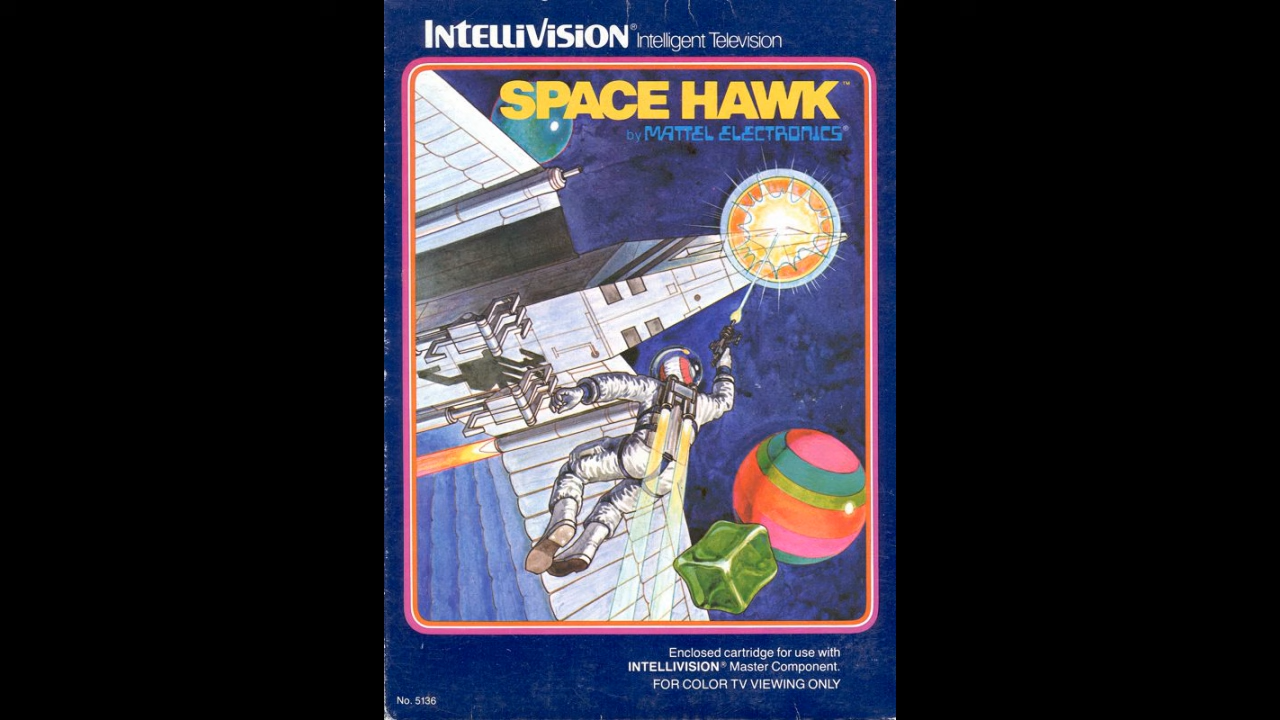 INTELLIVISION® Intelligent Television
SPACE HAWK™
by MATTEL ELECTRONICS®
Enclosed cartridge for use with
INTELLIVISION® Master Component.
FOR COLOR TV VIEWING ONLY
No. 5136